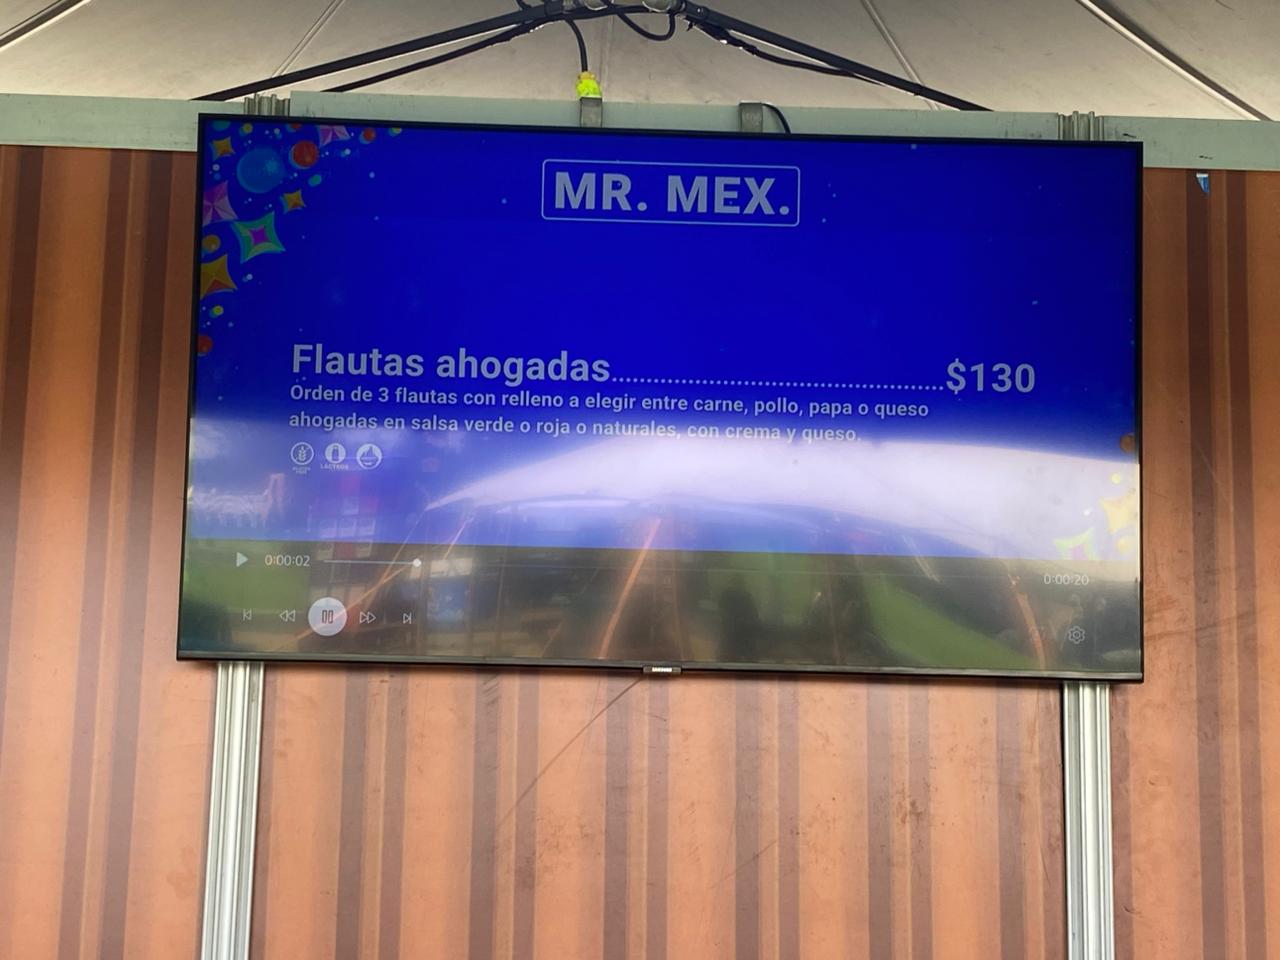 MR. MEX.
Flautas ahogadas................................................$130
Orden de 3 flautas con relleno a elegir entre carne, pollo, papa o queso
ahogadas en salsa verde o roja o naturales, con crema y queso.
LÁCTEOS
0:00:02
0:00:20
SAMSUNG